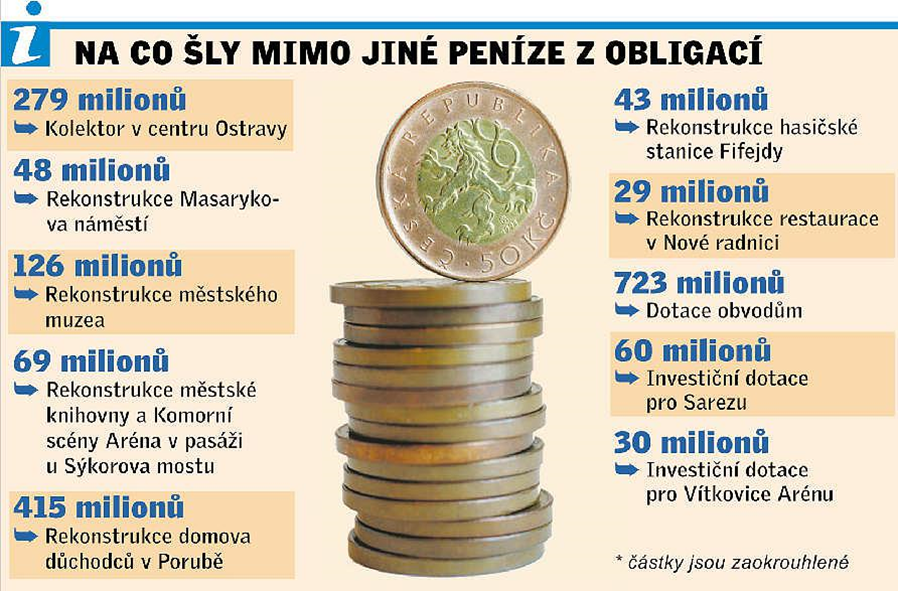 i
NA CO ŠLY MIMO JINÉ PENÍZE Z OBLIGACÍ
279 milionů
Kolektor v centru Ostravy
48 milionů
Rekonstrukce Masaryko-
va náměstí
126 milionů
Rekonstrukce městského
muzea
69 milionů
Rekonstrukce městské
knihovny a Komorní
scény Aréna v pasáži
u Sýkorova mostu
415 milionů
Rekonstrukce domova
důchodců v Porubě
ČESKÁ REPUBLIKA
50 KČ
43 milionů
Rekonstrukce hasičské
stanice Fifejdy
29 milionů
Rekonstrukce restaurace
v Nové radnici
723 milionů
Dotace obvodům
60 milionů
Investiční dotace
pro Sarezu
30 milionů
Investiční dotace
pro Vítkovice Arénu
* částky jsou zaokrouhlené